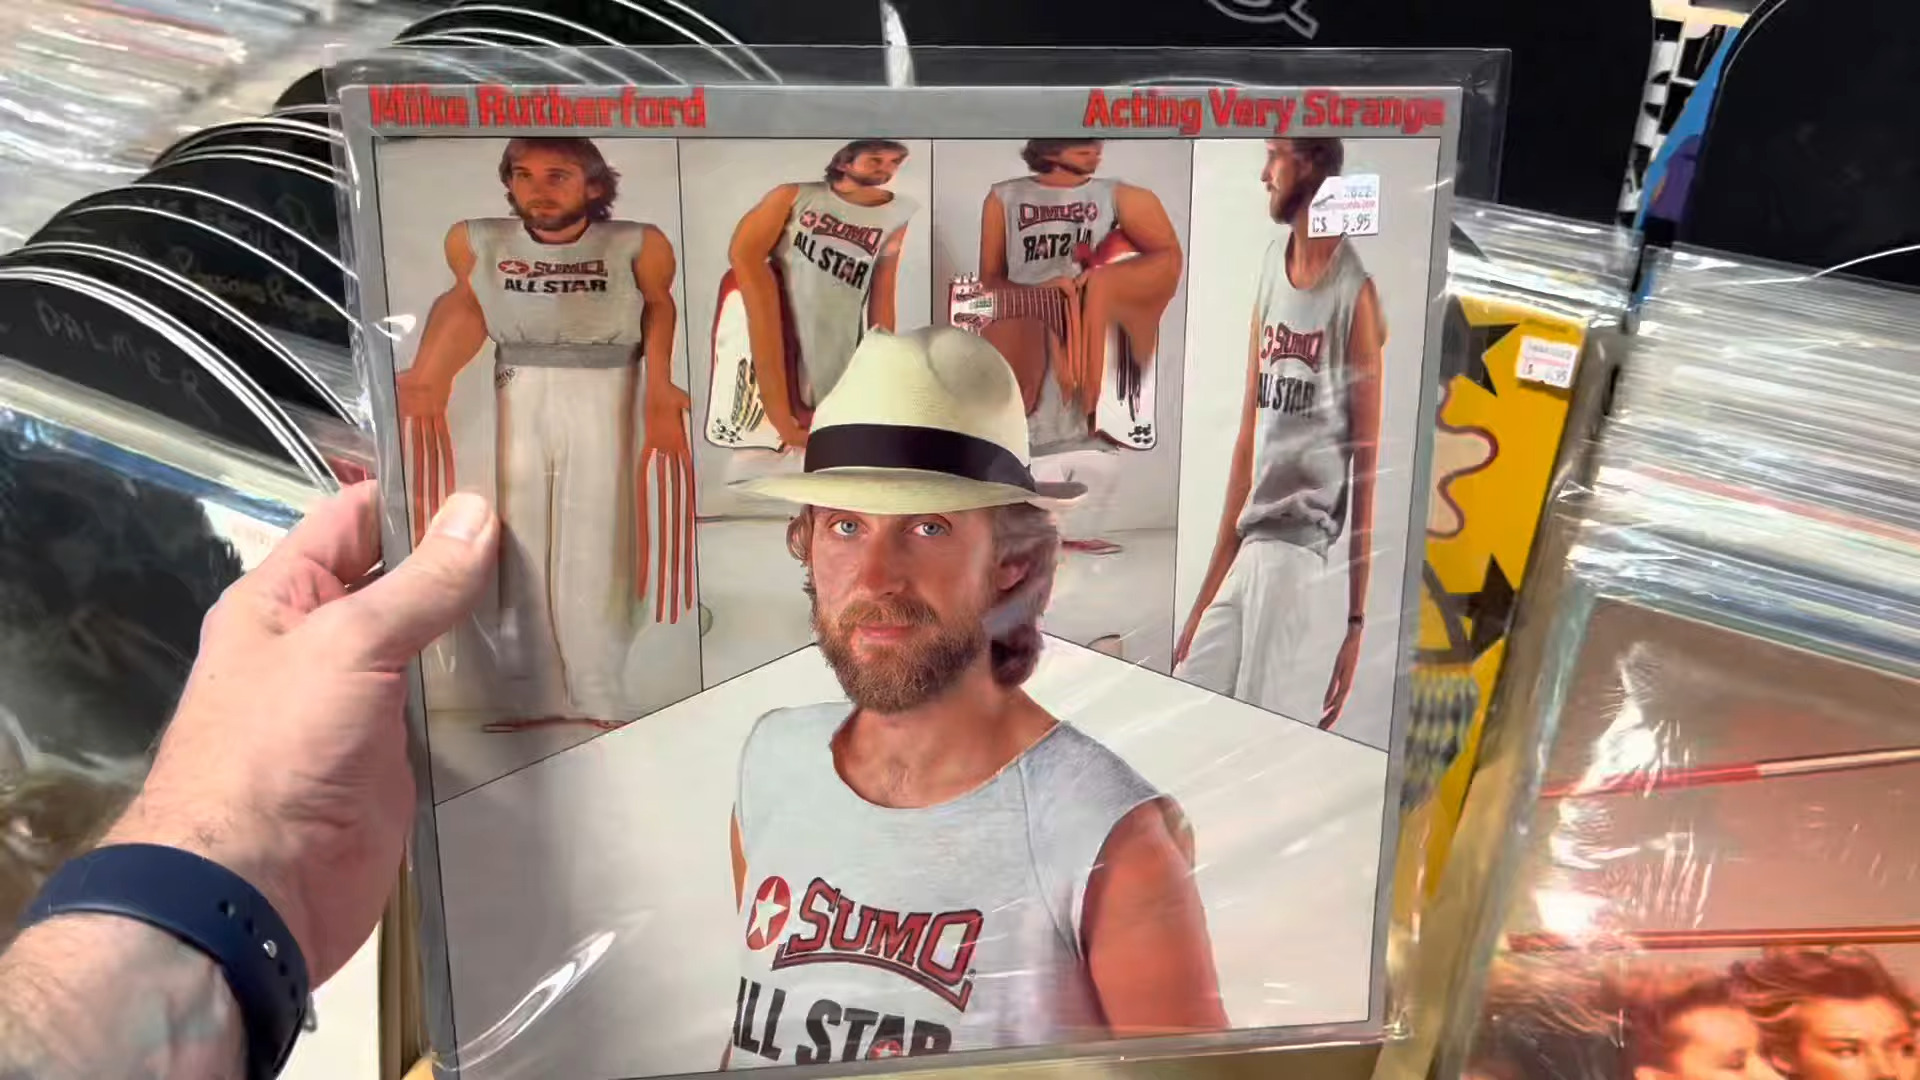 Mike Rutherford
Acting Very Strange
SUMO
ALL STAR
SUMO
ALL STAR
SUMO
ALL STAR
SUMO
ALL STAR
C$ 5.95
DALMER
SUMO
ALL STAR